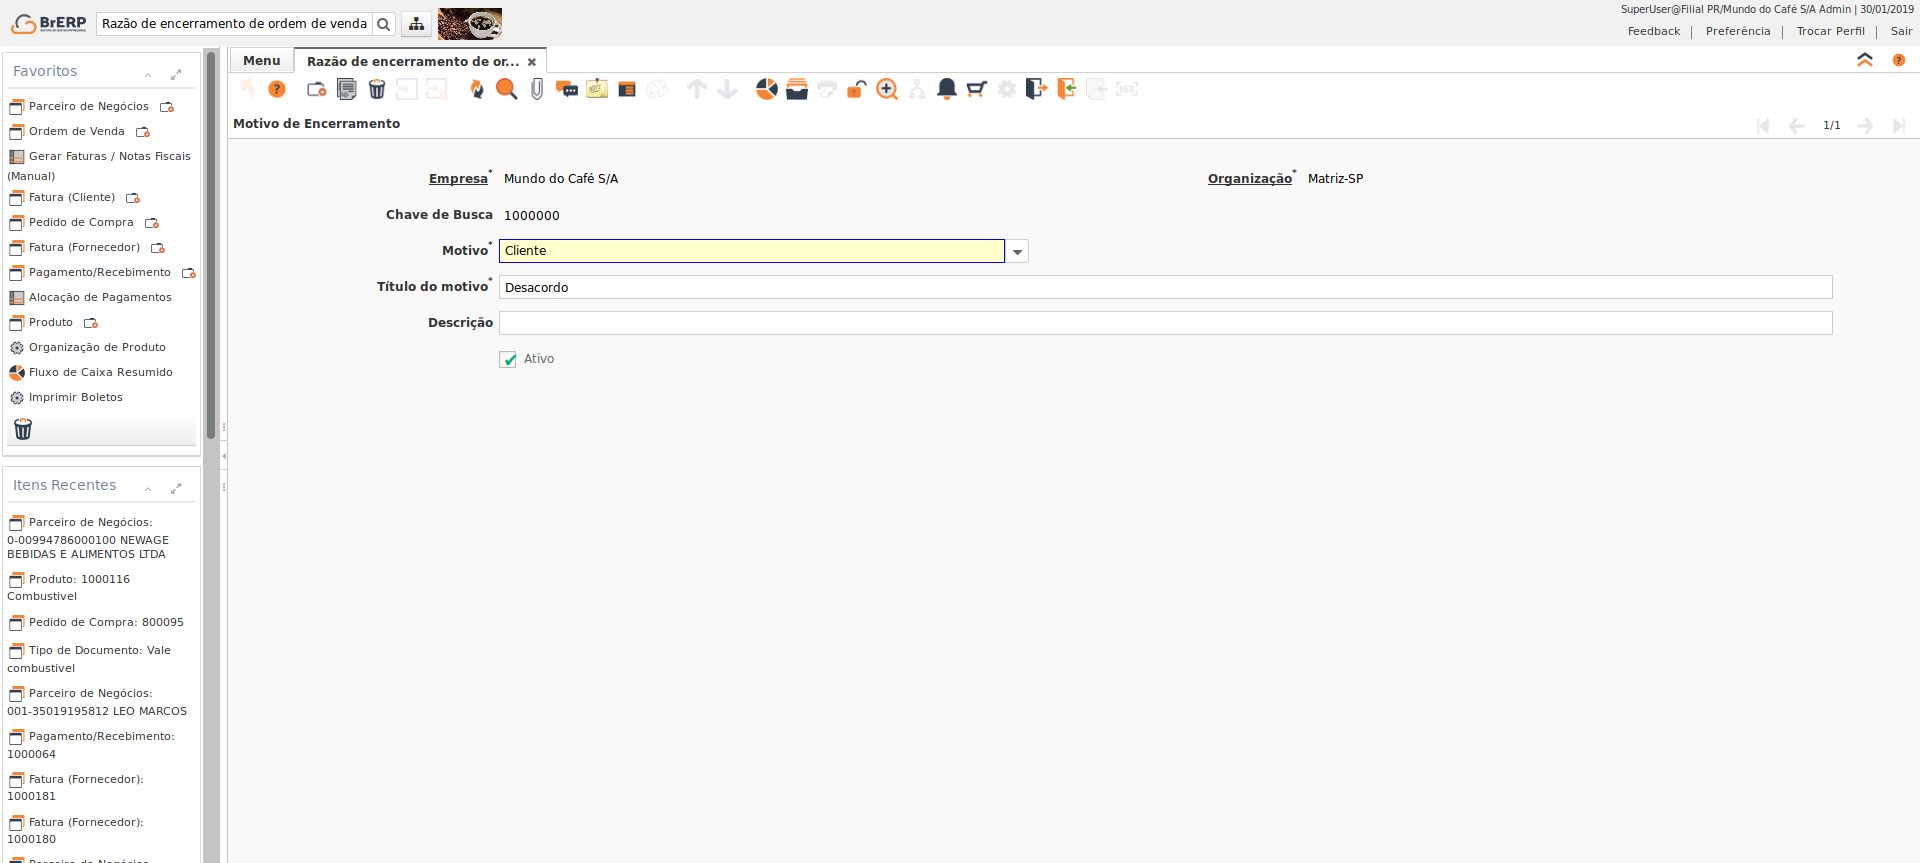 BrERP
Razão de encerramento de ordem de venda
SuperUser@Filial PR/Mundo do Café S/A Admin | 30/01/2019
Feedback | Preferência | Trocar Perfil | Sair
Favoritos
Parceiro de Negócios
Ordem de Venda
Gerar Faturas / Notas Fiscais
(Manual)
Fatura (Cliente)
Pedido de Compra
Fatura (Fornecedor)
Pagamento/Recebimento
Alocação de Pagamentos
Produto
Organização de Produto
Fluxo de Caixa Resumido
Imprimir Boletos
Itens Recentes
Parceiro de Negócios:
0-00994786000100 NEWAGE
BEBIDAS E ALIMENTOS LTDA
Produto: 1000116
Combustivel
Pedido de Compra: 800095
Tipo de Documento: Vale
combustivel
Parceiro de Negócios:
001-35019195812 LEO MARCOS
Pagamento/Recebimento:
1000064
Fatura (Fornecedor):
1000181
Fatura (Fornecedor):
1000180
Parceiro de Negócios
Menu
Razão de encerramento de or...
Motivo de Encerramento
1/1
Empresa* Mundo do Café S/A
Organização* Matriz-SP
Chave de Busca 1000000
Motivo* Cliente
Título do motivo* Desacordo
Descrição
Ativo